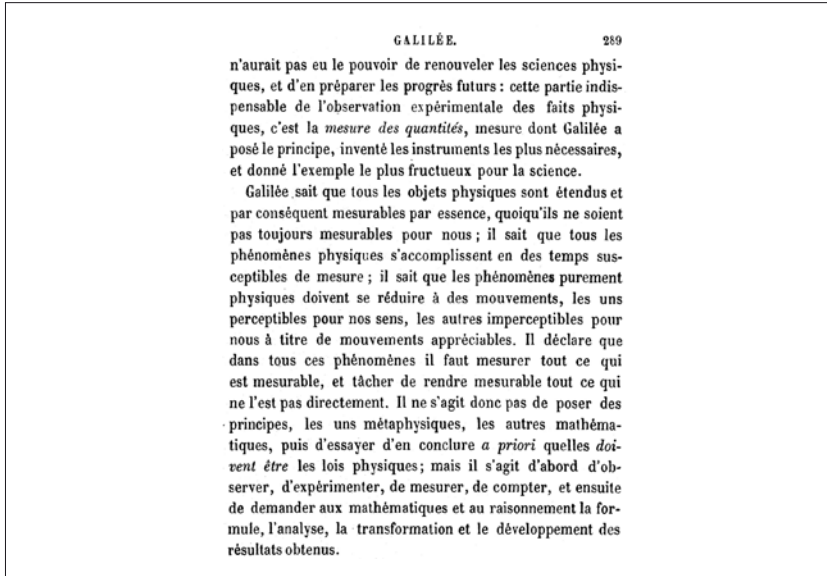 GALILÉE. 289
n'aurait pas eu le pouvoir de renouveler les sciences physi-
ques, et d'en préparer les progrès futurs : cette partie indis-
pensable de l'observation expérimentale des faits physi-
ques, c'est la mesure des quantités, mesure dont Galilée a
posé le principe, inventé les instruments les plus nécessaires,
et donné l'exemple le plus fructueux pour la science.
Galilée sait que tous les objets physiques sont étendus et
par conséquent mesurables par essence, quoiqu'ils ne soient
pas toujours mesurables pour nous ; il sait que tous les
phénomènes physiques s'accomplissent en des temps sus-
ceptibles de mesure ; il sait que les phénomènes purement
physiques doivent se réduire à des mouvements, les uns
perceptibles pour nos sens, les autres imperceptibles pour
nous à titre de mouvements appréciables. Il déclare que
dans tous ces phénomènes il faut mesurer tout ce qui
est mesurable, et tâcher de rendre mesurable tout ce qui
ne l'est pas directement. Il ne s'agit donc pas de poser des
principes, les uns métaphysiques, les autres mathéma-
tiques, puis d'essayer d'en conclure a priori quelles doi-
vent être les lois physiques ; mais il s'agit d'abord d'ob-
server, d'expérimenter, de mesurer, de compter, et ensuite
de demander aux mathématiques et au raisonnement la for-
mule, l'analyse, la transformation et le développement des
résultats obtenus.